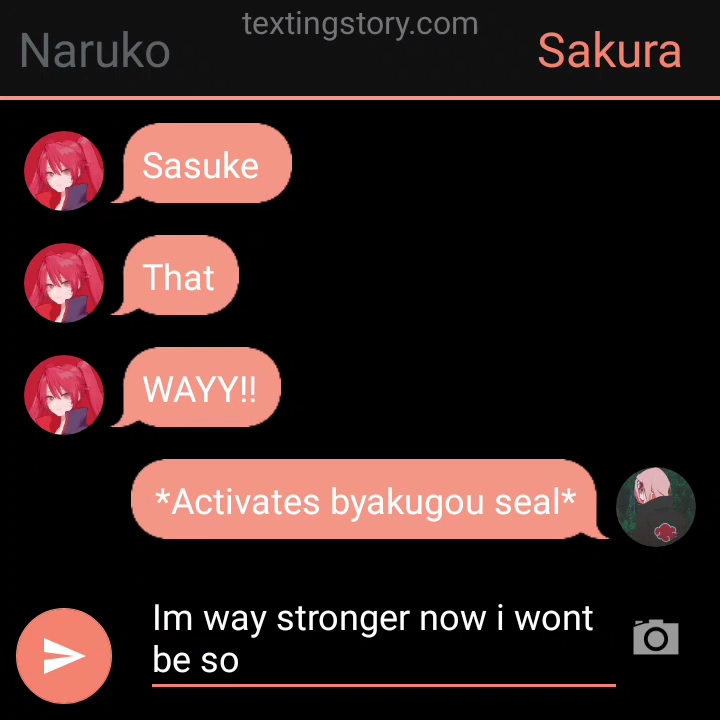 textingstory.com
Naruko
Sakura
Sasuke
That
WAYY!!
*Activates byakugou seal*
Im way stronger now i wont
be so